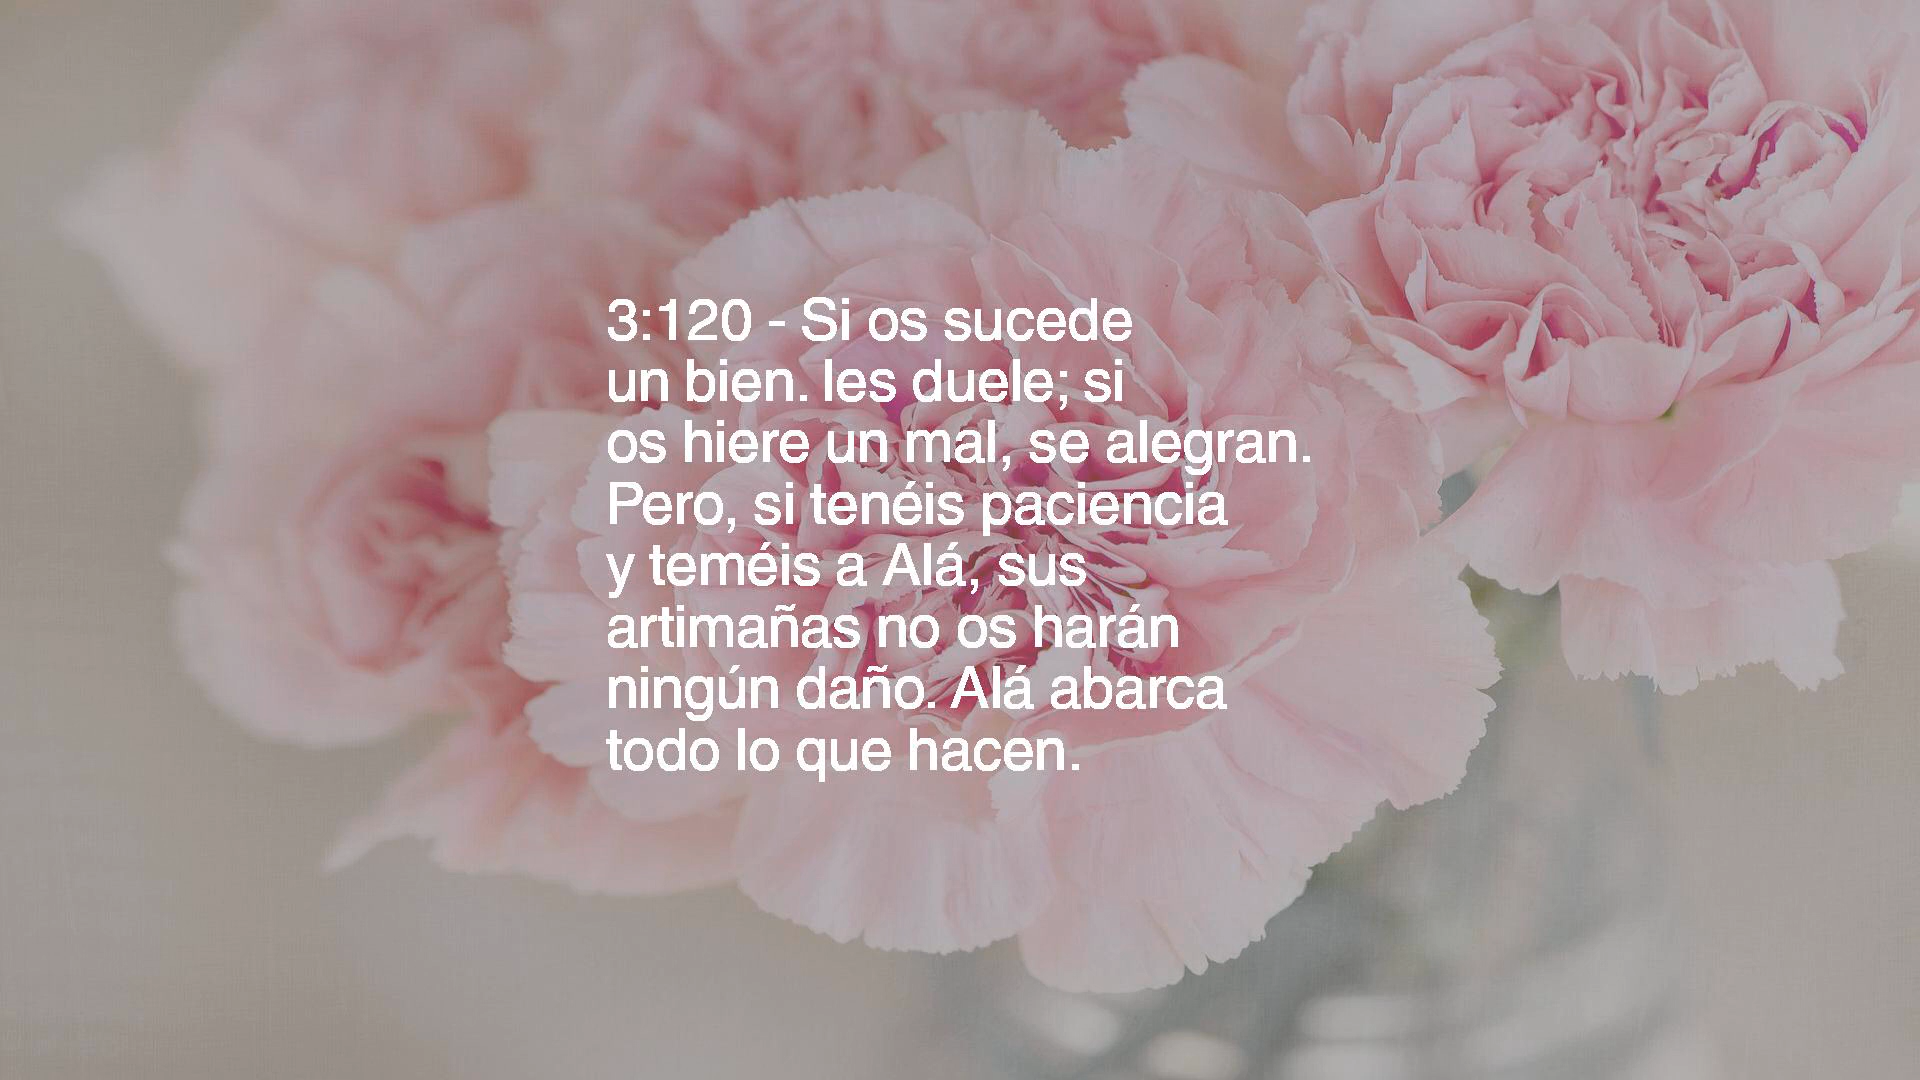 3:120 - Si os sucede
un bien. les duele; si
os hiere un mal, se alegran.
Pero, si tenéis paciencia
y teméis a Alá, sus
artimañas no os harán
ningún daño. Alá abarca
todo lo que hacen.